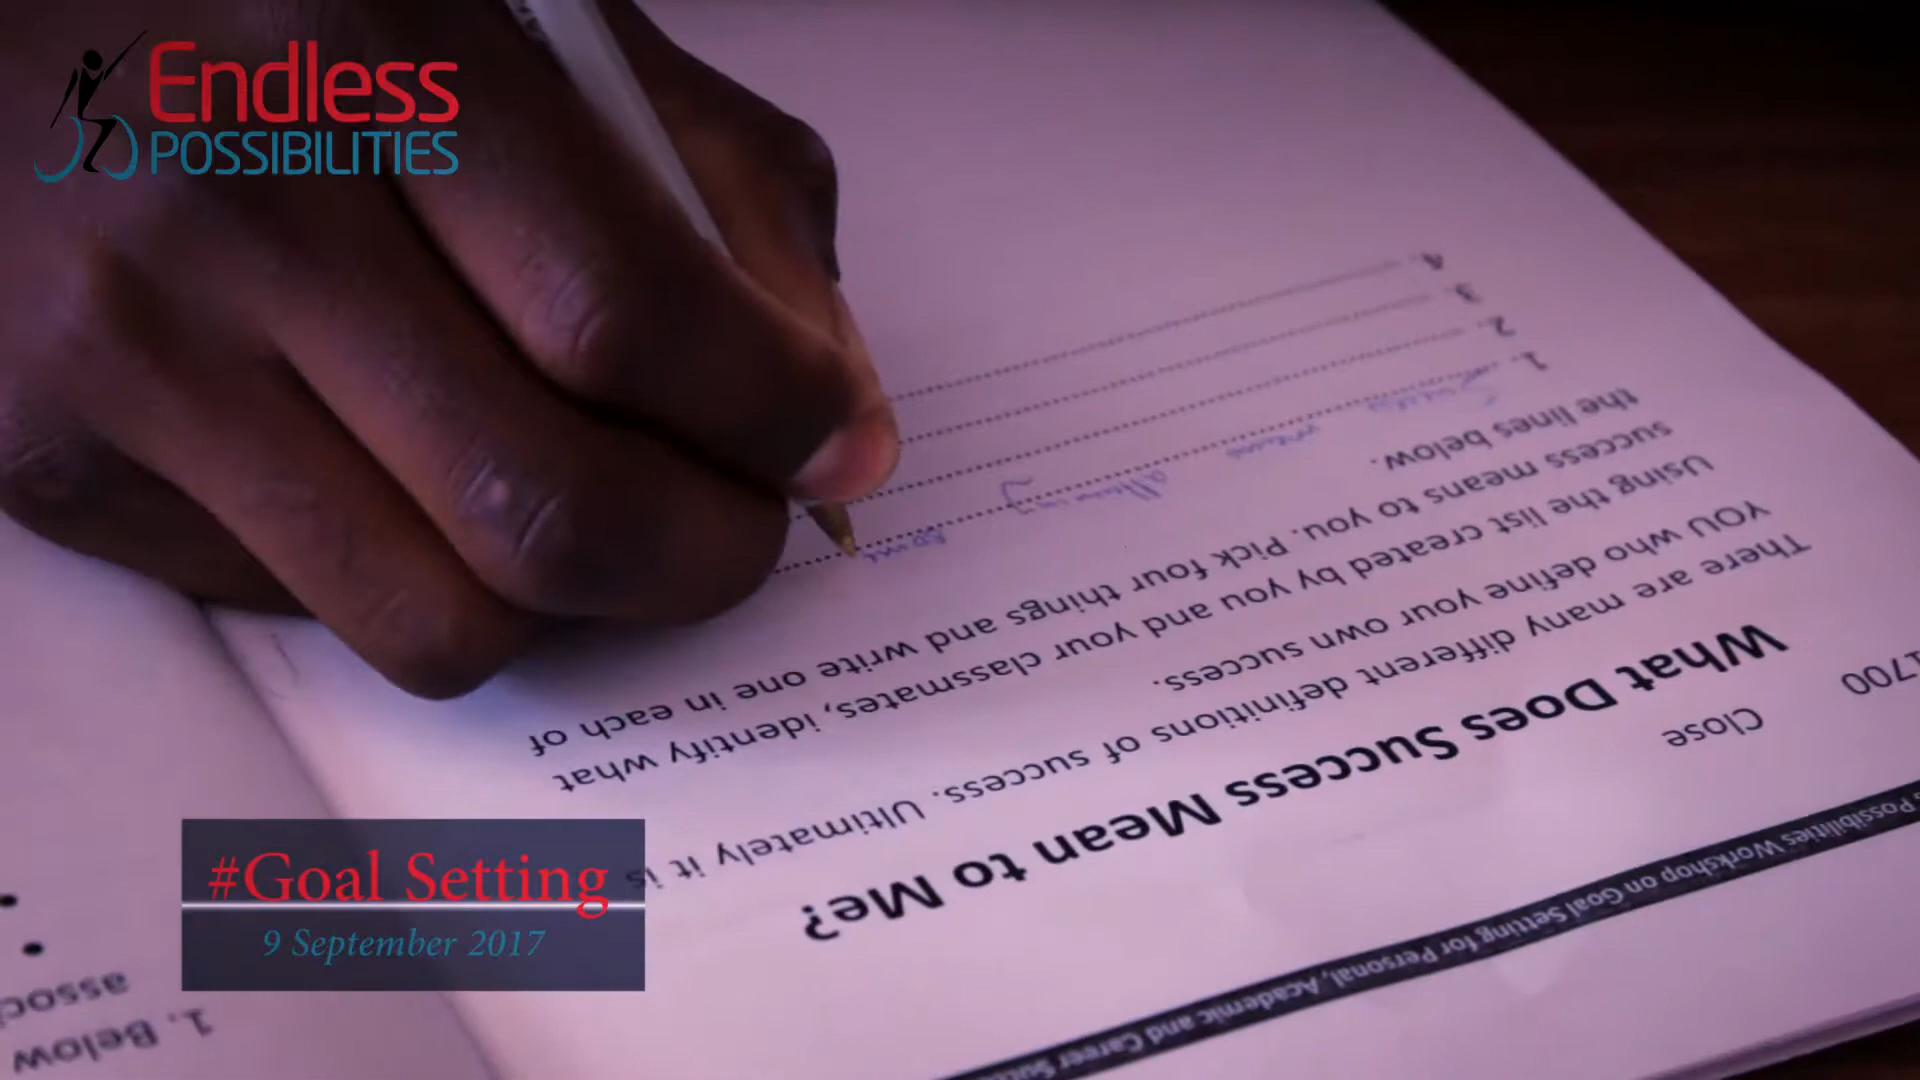 Endless
POSSIBILITIES
Possibilities Workshop on Goal Setting for Personal, Academic and Career
1700
Close
What Does Success Mean to Me?
There are many different definitions of success. Ultimately it is
YOU who define your own success.
Using the list created by you and your classmates, identify what
success means to you. Pick four things and write one in each of
the lines below.
1.
2.
3.
4.
1. Below
#Goal Setting
9 September 2017